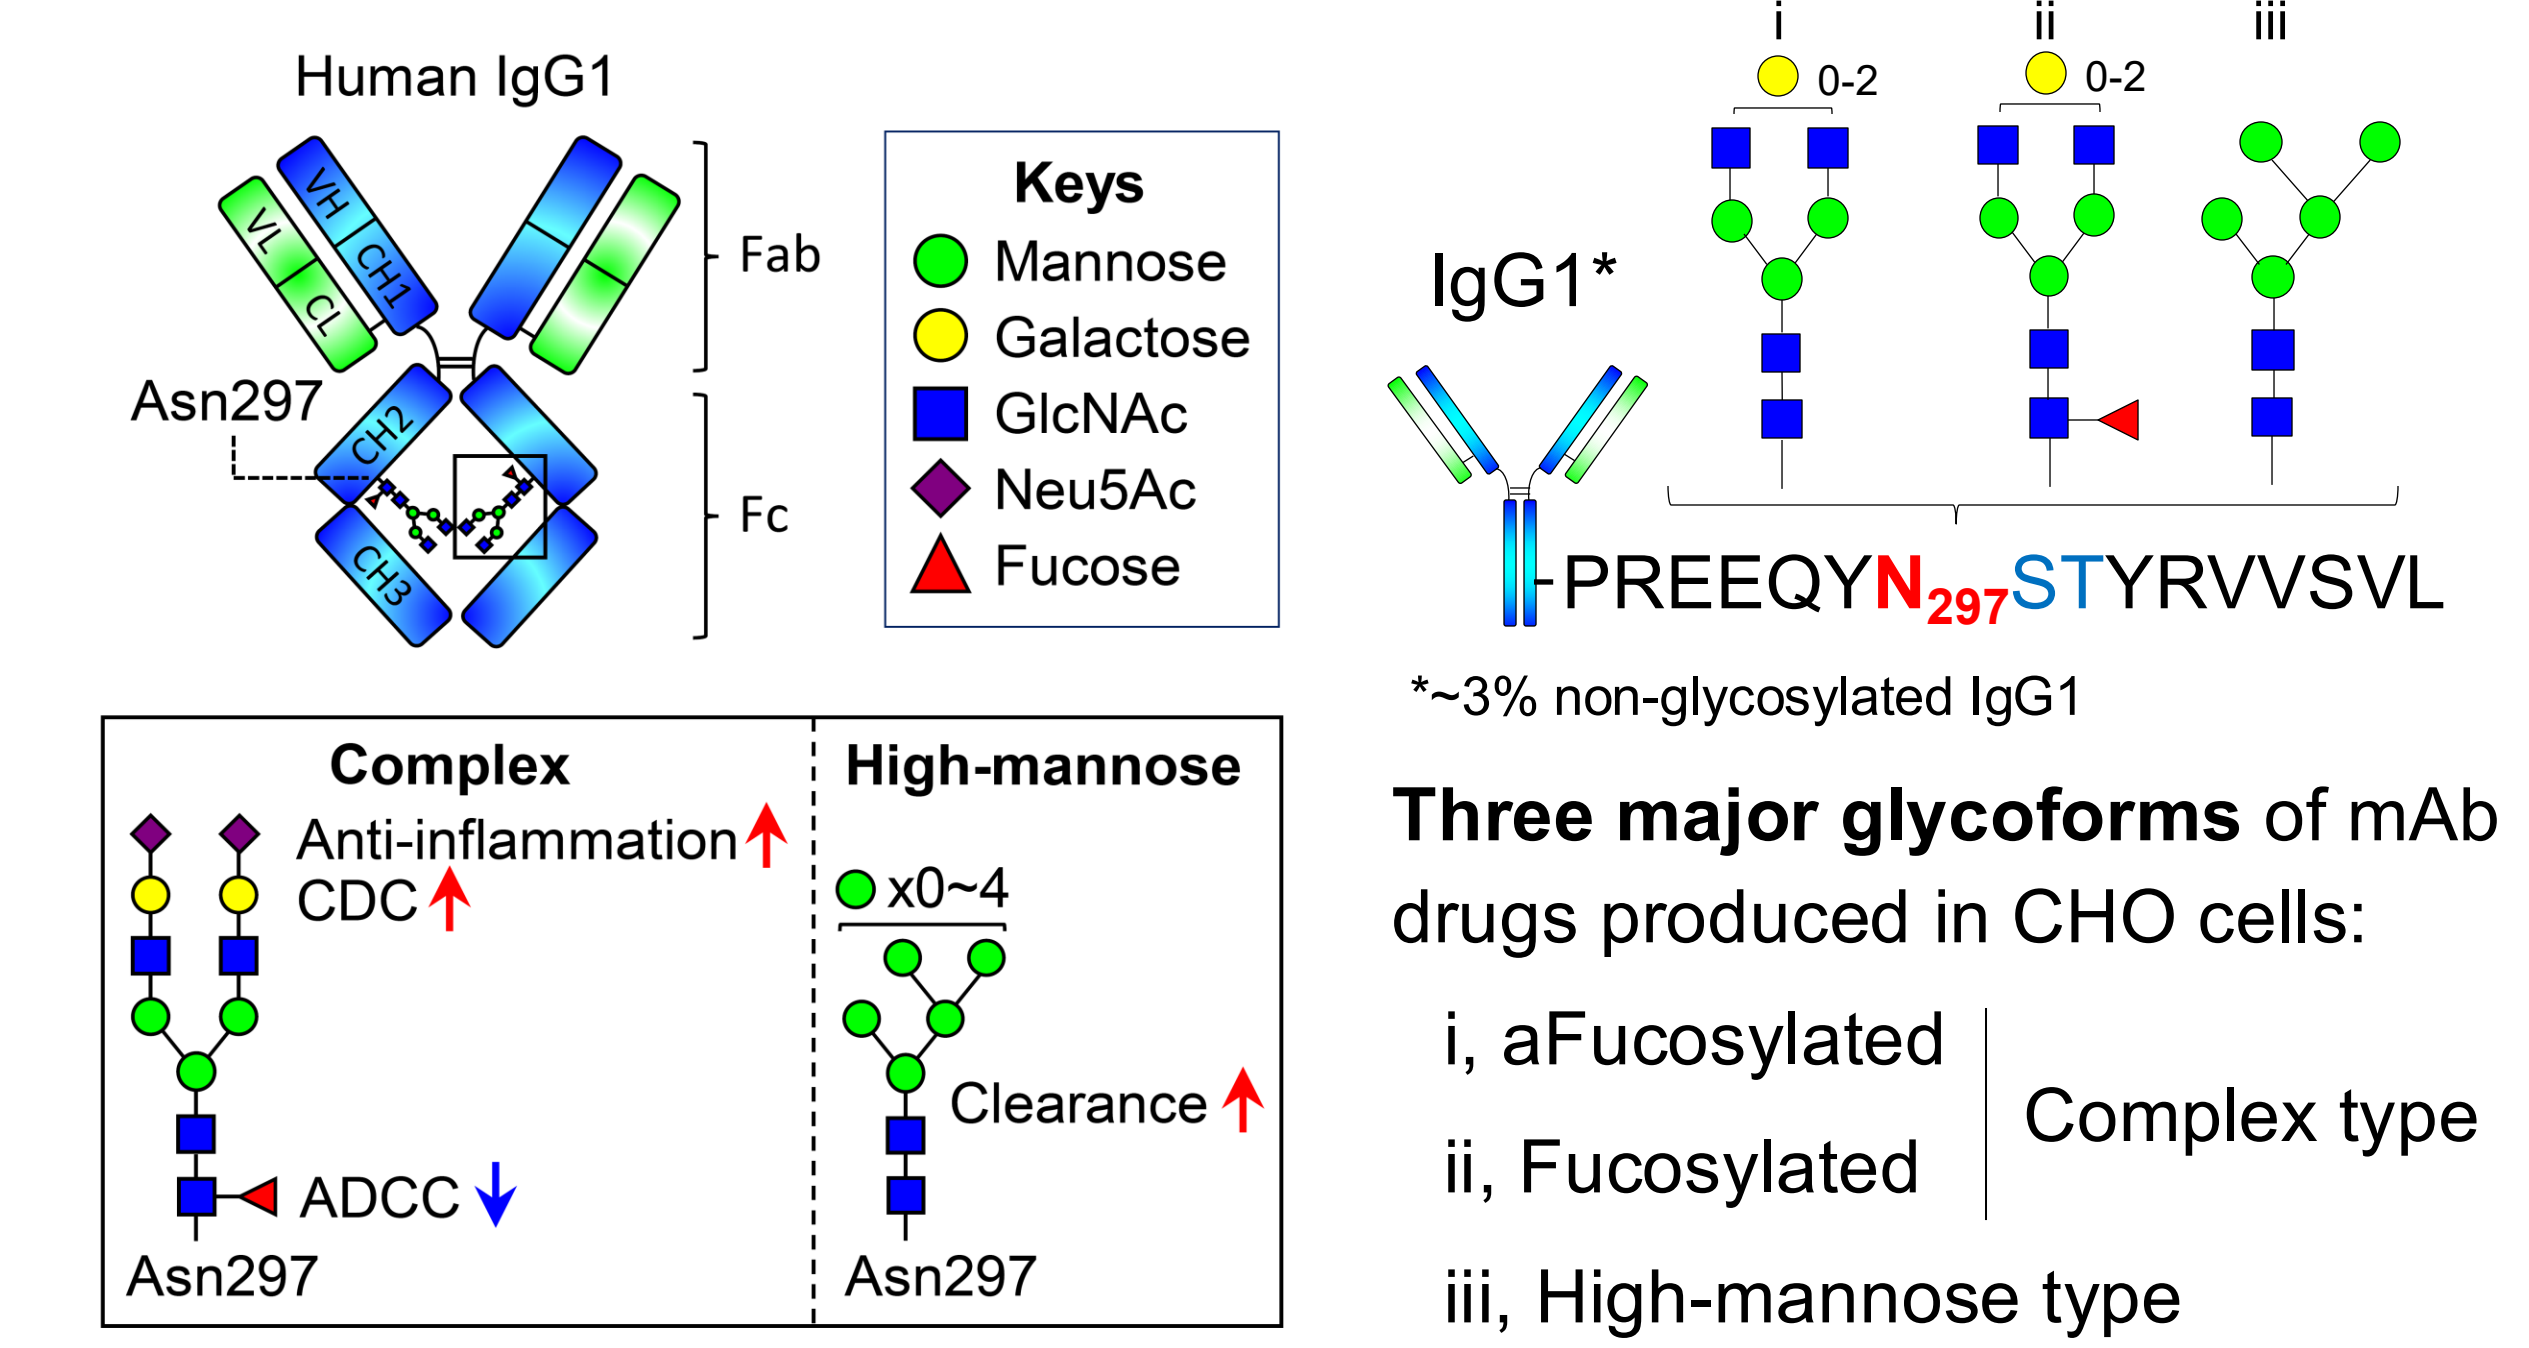 Human IgG1
VH
CH1
VL
CL
Fab
Asn297
CH2
CH3
Fc
Keys
Mannose
Galactose
GlcNAc
Neu5Ac
Fucose
Complex
Anti-inflammation
CDC
ADCC
Asn297
High-mannose
x0~4
Clearance
Asn297
i ii iii
0-2 0-2
IgG1*
-PREEQYN297STYRVVSVL
*~3% non-glycosylated IgG1
Three major glycoforms of mAb
drugs produced in CHO cells:
i, aFucosylated
ii, Fucosylated
Complex type
iii, High-mannose type